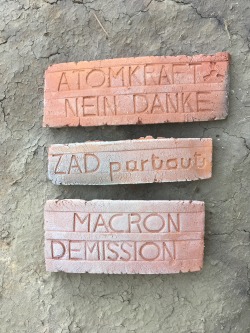 ATOMKRAFT
NEIN DANKE
ZAD partout
MACRON
DEMISSION